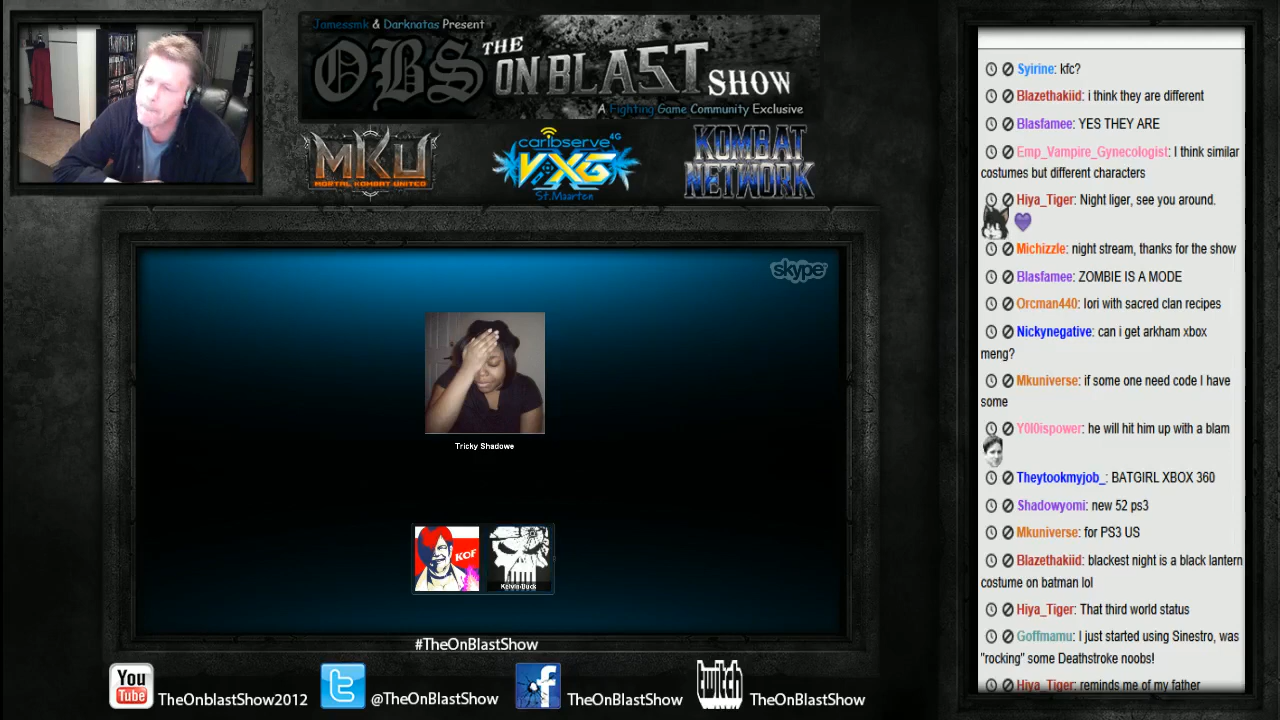 Jamessmk & Darknatas Present
OBS THE ON BLAST SHOW
A Fighting Game Community Exclusive
MKU
MORTAL KOMBAT UNITED
caribserve 4G
VXG
St.Maarten
KOMBAT
NETWORK
skype
Tricky Shadowe
KOF
Kelvin Duck
#TheOnBlastShow
You
Tube
TheOnblastShow2012
@TheOnBlastShow
TheOnBlastShow
twitch
TheOnBlastShow
Syirine: kfc?
Blazethakiid: i think they are different
Blasfamee: YES THEY ARE
Emp_Vampire_Gynecologist: I think similar
costumes but different characters
Hiya_Tiger: Night liger, see you around.
Michizzle: night stream, thanks for the show
Blasfamee: ZOMBIE IS A MODE
Orcman440: Iori with sacred clan recipes
Nickynegative: can i get arkham xbox
meng?
Mkuniverse: if some one need code I have
some
Y0l0ispower: he will hit him up with a blam
Theytookmyjob_: BATGIRL XBOX 360
Shadowyomi: new 52 ps3
Mkuniverse: for PS3 US
Blazethakiid: blackest night is a black lantern
costume on batman lol
Hiya_Tiger: That third world status
Goffmamu: I just started using Sinestro, was
"rocking" some Deathstroke noobs!
Hiya_Tiger: reminds me of my father